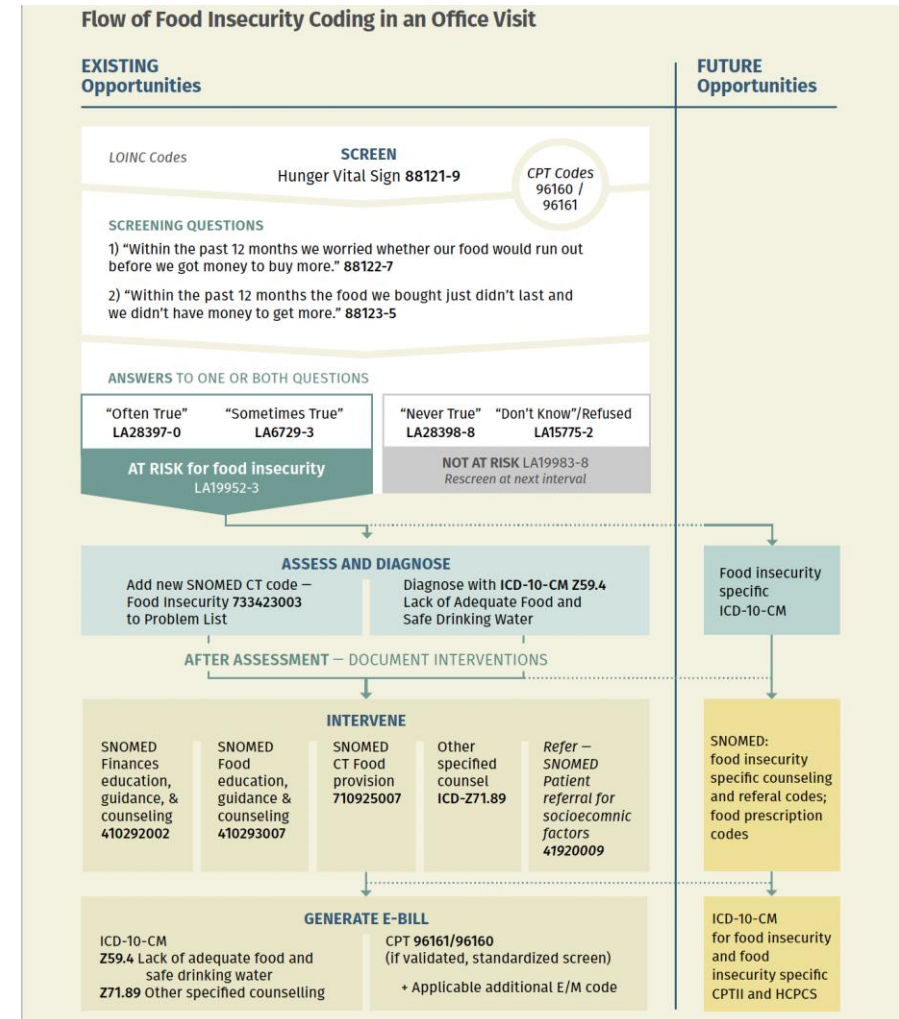 Flow of Food Insecurity Coding in an Office Visit
EXISTING
Opportunities
FUTURE
Opportunities
LOINC Codes
SCREEN
Hunger Vital Sign 88121-9
CPT Codes
96160 /
96161
SCREENING QUESTIONS
1) “Within the past 12 months we worried whether our food would run out
before we got money to buy more.” 88122-7
2) “Within the past 12 months the food we bought just didn’t last and
we didn’t have money to get more.” 88123-5
ANSWERS TO ONE OR BOTH QUESTIONS
“Often True”
LA28397-0
“Sometimes True”
LA6729-3
“Never True”
LA28398-8
“Don’t Know”/Refused
LA15775-2
AT RISK for food insecurity
LA19952-3
NOT AT RISK LA19983-8
Rescreen at next interval
ASSESS AND DIAGNOSE
Add new SNOMED CT code –
Food Insecurity 733423003
to Problem List
Diagnose with ICD-10-CM Z59.4
Lack of Adequate Food and
Safe Drinking Water
Food insecurity
specific
ICD-10-CM
AFTER ASSESSMENT – DOCUMENT INTERVENTIONS
INTERVENE
SNOMED
Finances
education,
guidance, &
counseling
410292002
SNOMED
Food
education,
guidance &
counseling
410293007
SNOMED
CT Food
provision
710925007
Other
specified
counsel
ICD-Z71.89
Refer –
SNOMED
Patient
referral for
socioecomnic
factors
41920009
SNOMED:
food insecurity
specific counseling
and referal codes;
food prescription
codes
GENERATE E-BILL
ICD-10-CM
Z59.4 Lack of adequate food and
safe drinking water
Z71.89 Other specified counselling
CPT 96161/96160
(if validated, standardized screen)
+ Applicable additional E/M code
ICD-10-CM
for food insecurity
and food
insecurity specific
CPTII and HCPCS